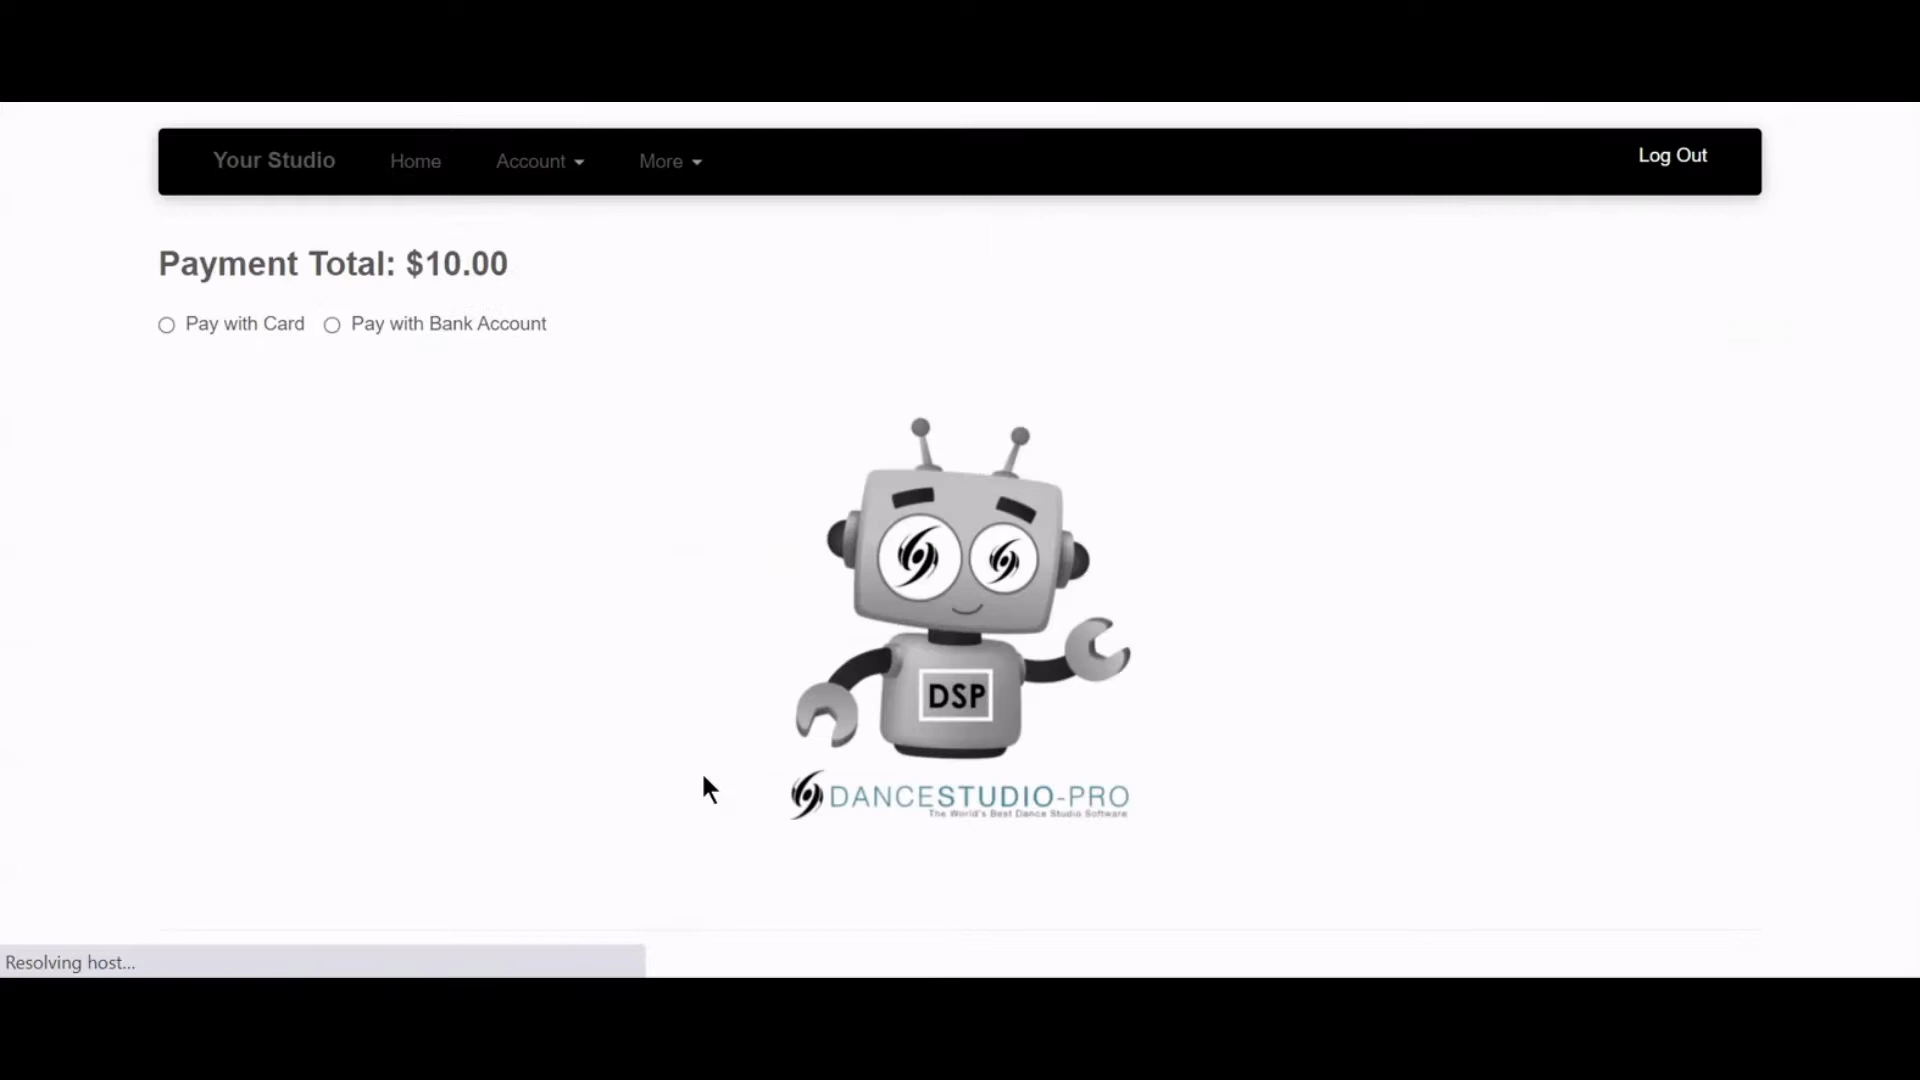 Your Studio Home Account More Log Out
Payment Total: $10.00
Pay with Card Pay with Bank Account
DSP
DANCESTUDIO-PRO
The World's Best Dance Studio Software
Resolving host...